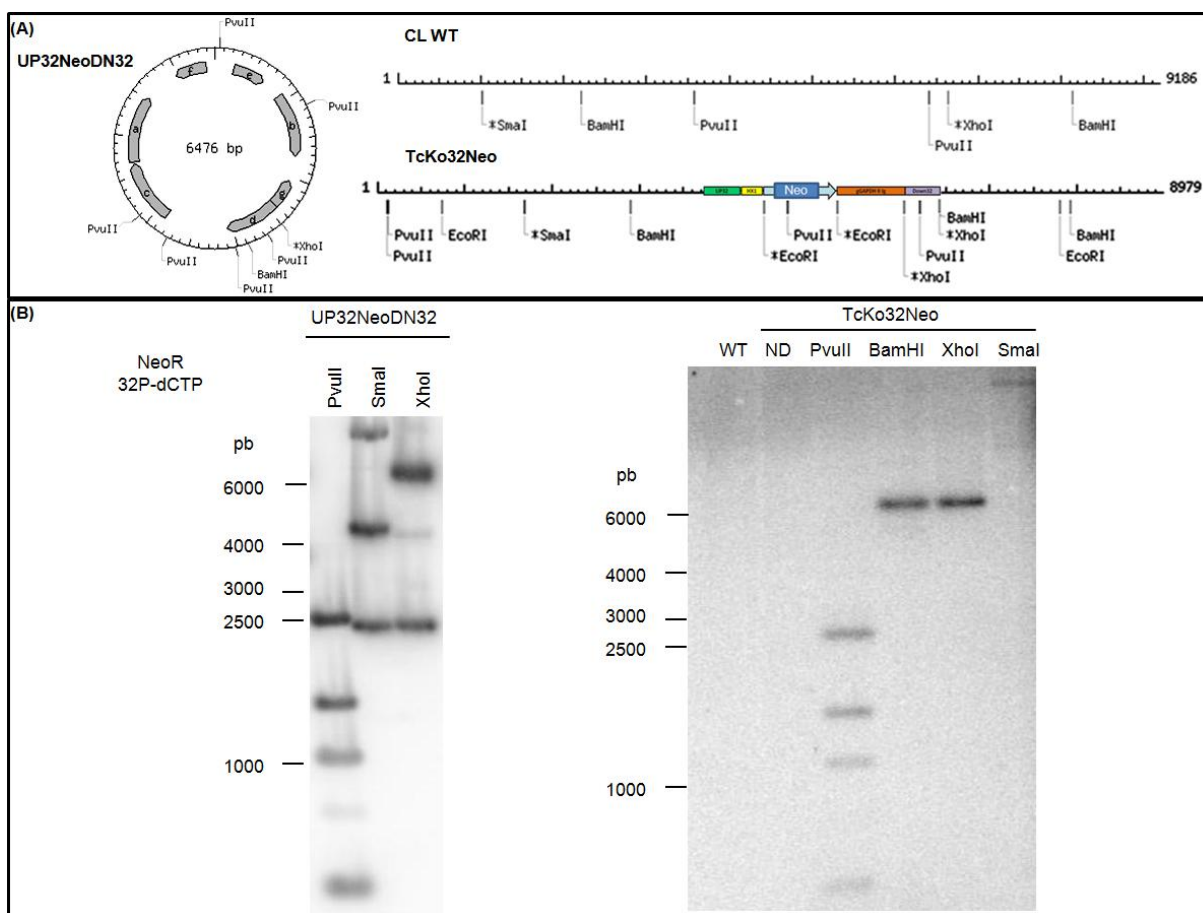 (A)
UP32NeoDN32
PvuII
PvuII
*XhoI
PvuII
BamHI
PvuII
PvuII
PvuII
f
e
b
g
d
c
a
6476 bp
CL WT
1
9186
*SmaI
BamHI
PvuII
PvuII
*XhoI
BamHI
TcKo32Neo
1
8979
UP32
HX1
Neo
Down32
PvuII
PvuII
EcoRI
*SmaI
BamHI
*EcoRI
PvuII
*EcoRI
*XhoI
PvuII
BamHI
*XhoI
EcoRI
BamHI
(B)
NeoR
32P-dCTP
UP32NeoDN32
PvuII
SmaI
XhoI
pb
6000
4000
3000
2500
1000
TcKo32Neo
WT ND PvuII BamHI XhoI SmaI
pb
6000
4000
3000
2500
1000